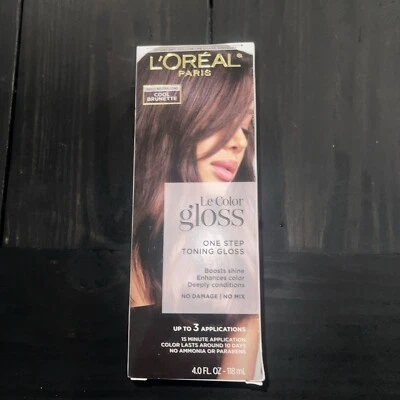 L'ORÉAL
PARIS
COOL
BRUNETTE
Le Color
gloss
ONE STEP
TONING GLOSS
Boosts shine
Enhances color
Deeply conditions
NO DAMAGE | NO MIX
UP TO 3 APPLICATIONS
15 MINUTE APPLICATION
COLOR LASTS AROUND 10 DAYS
NO AMMONIA OR PARABENS
4.0 FL. OZ - 118 mL